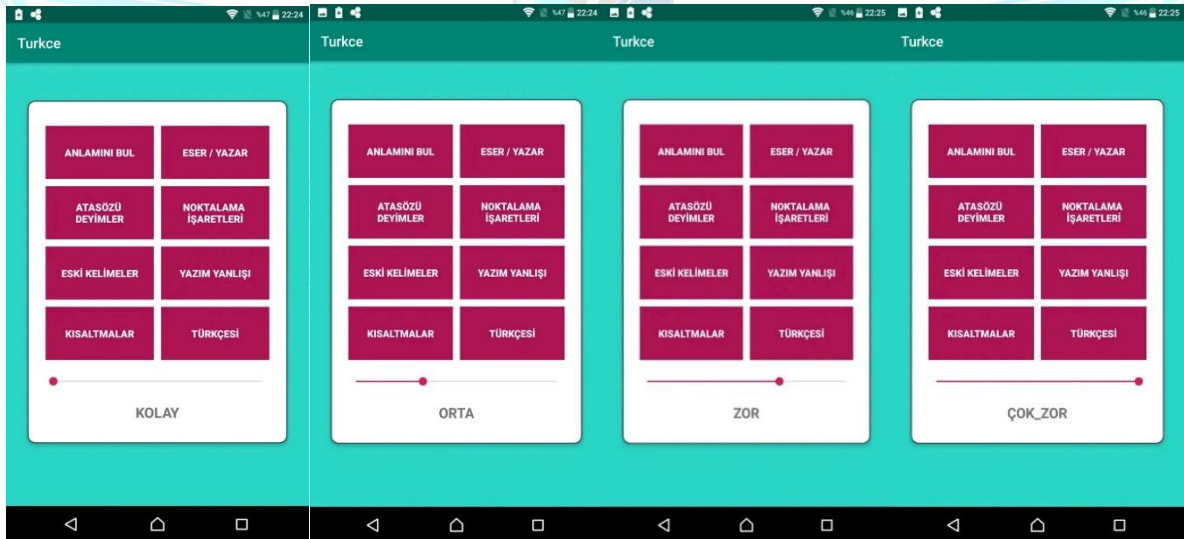 %47 22:24
Turkce
ANLAMINI BUL
ESER / YAZAR
ATASÖZÜ
DEYİMLER
NOKTALAMA
İŞARETLERİ
ESKİ KELİMELER
YAZIM YANLIŞI
KISALTMALAR
TÜRKÇESİ
KOLAY
%47 22:24
Turkce
ANLAMINI BUL
ESER / YAZAR
ATASÖZÜ
DEYİMLER
NOKTALAMA
İŞARETLERİ
ESKİ KELİMELER
YAZIM YANLIŞI
KISALTMALAR
TÜRKÇESİ
ORTA
%46 22:25
Turkce
ANLAMINI BUL
ESER / YAZAR
ATASÖZÜ
DEYİMLER
NOKTALAMA
İŞARETLERİ
ESKİ KELİMELER
YAZIM YANLIŞI
KISALTMALAR
TÜRKÇESİ
ZOR
%46 22:25
Turkce
ANLAMINI BUL
ESER / YAZAR
ATASÖZÜ
DEYİMLER
NOKTALAMA
İŞARETLERİ
ESKİ KELİMELER
YAZIM YANLIŞI
KISALTMALAR
TÜRKÇESİ
ÇOK_ZOR